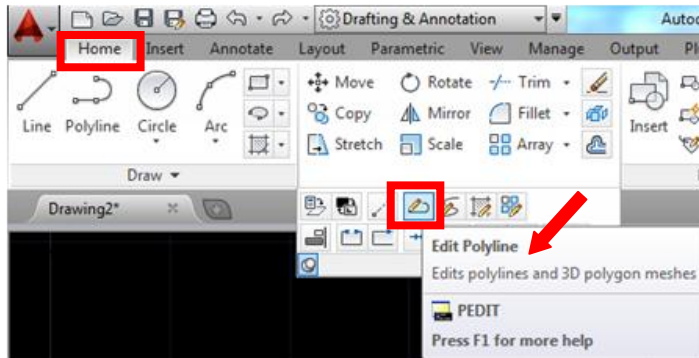 Drafting & Annotation
Autoc
Home Insert Annotate Layout Parametric View Manage Output Pl
Move Rotate Trim
Copy Mirror Fillet
Line Polyline Circle Arc Insert
Stretch Scale Array
Draw
Drawing2*
Edit Polyline
Edits polylines and 3D polygon meshes
PEDIT
Press F1 for more help